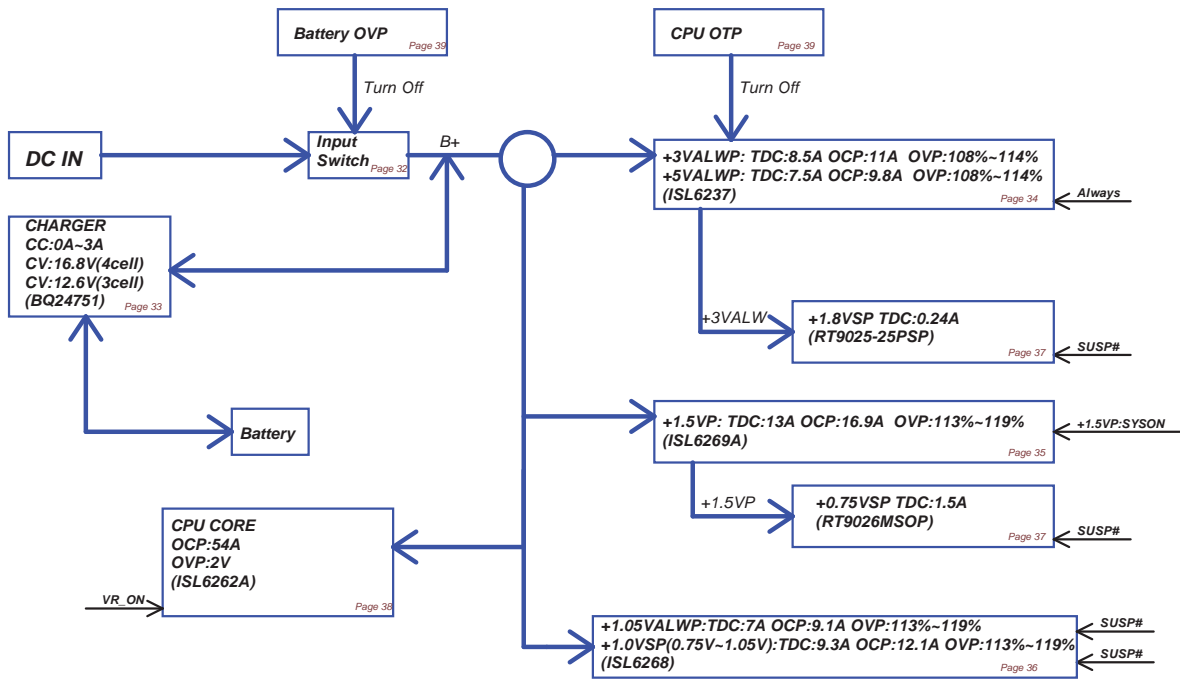 Battery OVP
Page 39
CPU OTP
Page 39
Turn Off
Turn Off
DC IN
Input
Switch
Page 32
B+
+3VALWP: TDC:8.5A OCP:11A OVP:108%~114%
+5VALWP: TDC:7.5A OCP:9.8A OVP:108%~114%
(ISL6237)
Page 34
Always
CHARGER
CC:0A~3A
CV:16.8V(4cell)
CV:12.6V(3cell)
(BQ24751)
Page 33
+3VALW
+1.8VSP TDC:0.24A
(RT9025-25PSP)
Page 37
SUSP#
Battery
+1.5VP: TDC:13A OCP:16.9A OVP:113%~119%
(ISL6269A)
Page 35
+1.5VP:SYSON
+1.5VP
+0.75VSP TDC:1.5A
(RT9026MSOP)
Page 37
SUSP#
CPU CORE
OCP:54A
OVP:2V
(ISL6262A)
Page 38
VR_ON
+1.05VALWP:TDC:7A OCP:9.1A OVP:113%~119%
+1.0VSP(0.75V~1.05V):TDC:9.3A OCP:12.1A OVP:113%~119%
(ISL6268)
Page 36
SUSP#
SUSP#